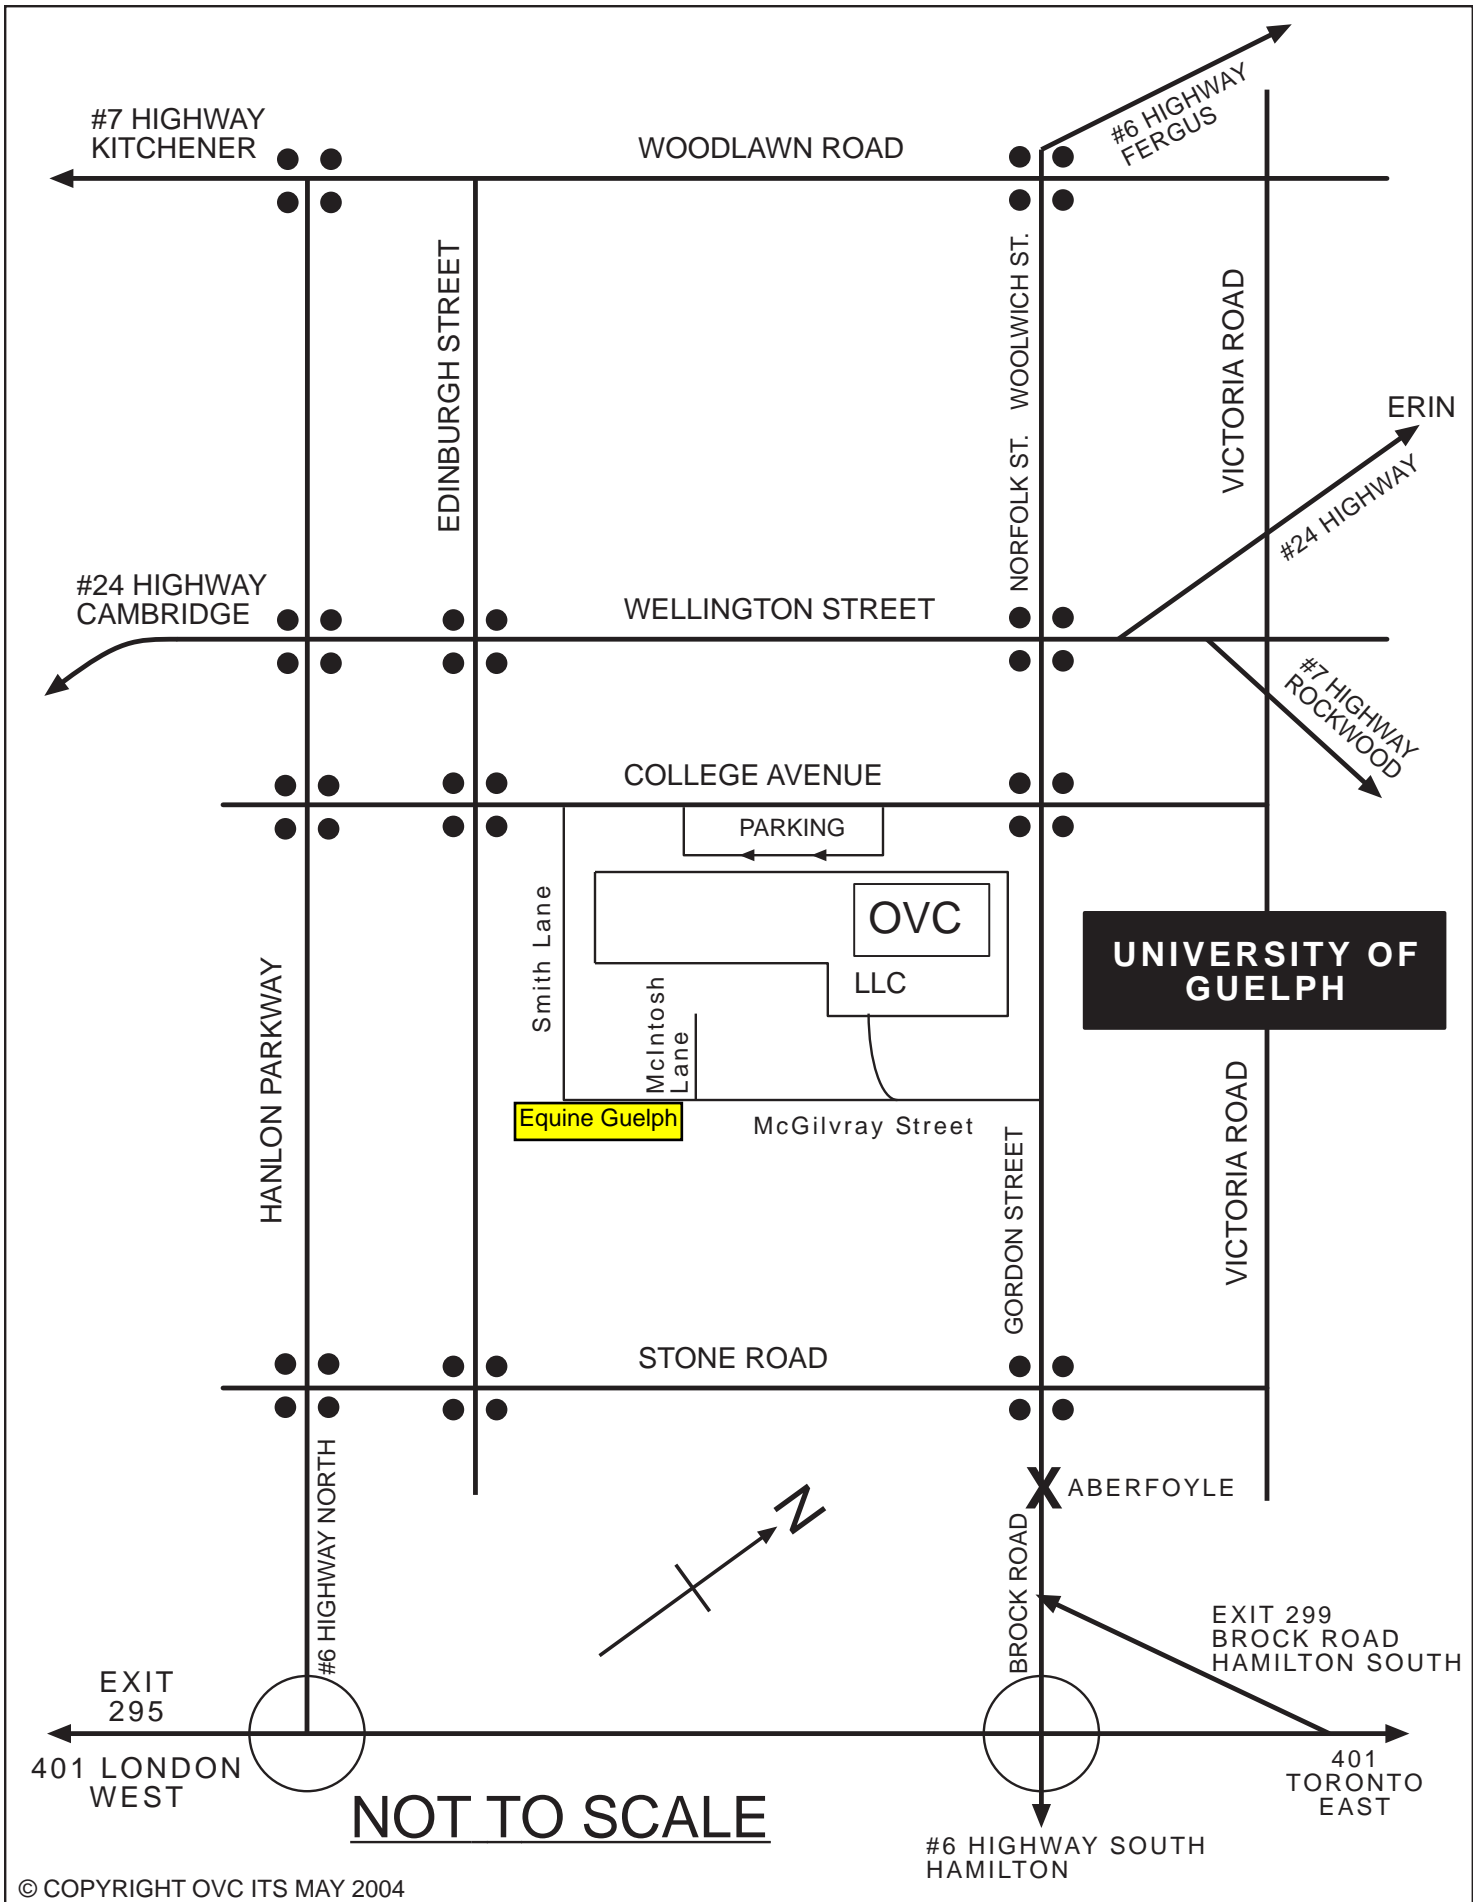 #7 HIGHWAY
KITCHENER
WOODLAWN ROAD
#6 HIGHWAY
FERGUS
EDINBURGH STREET
WOOLWICH ST.
NORFOLK ST.
VICTORIA ROAD
ERIN
#24 HIGHWAY
#24 HIGHWAY
CAMBRIDGE
WELLINGTON STREET
#7 HIGHWAY
ROCKWOOD
COLLEGE AVENUE
PARKING
Smith Lane
OVC
LLC
McIntosh
Lane
UNIVERSITY OF
GUELPH
HANLON PARKWAY
Equine Guelph
McGilvray Street
GORDON STREET
VICTORIA ROAD
STONE ROAD
#6 HIGHWAY NORTH
N
X ABERFOYLE
BROCK ROAD
EXIT 299
BROCK ROAD
HAMILTON SOUTH
EXIT
295
401 LONDON
WEST
401
TORONTO
EAST
NOT TO SCALE
#6 HIGHWAY SOUTH
HAMILTON
© COPYRIGHT OVC ITS MAY 2004